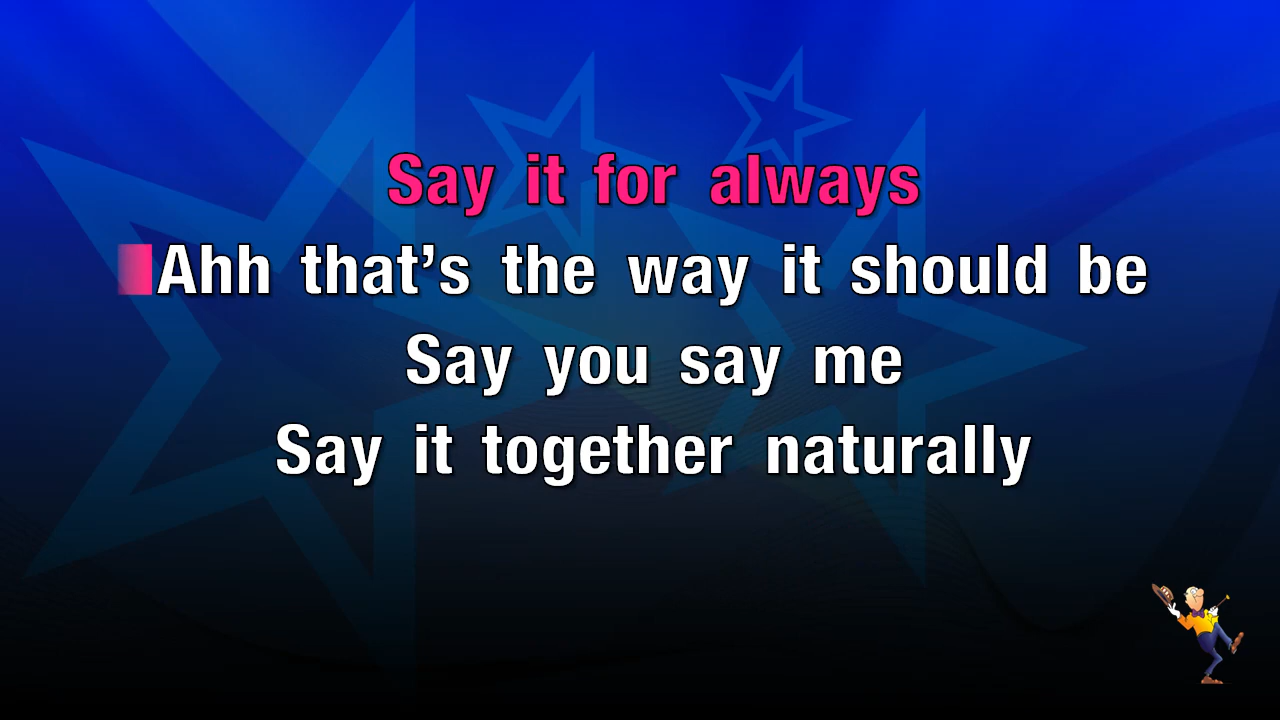 Say it for always
Ahh that’s the way it should be
Say you say me
Say it together naturally